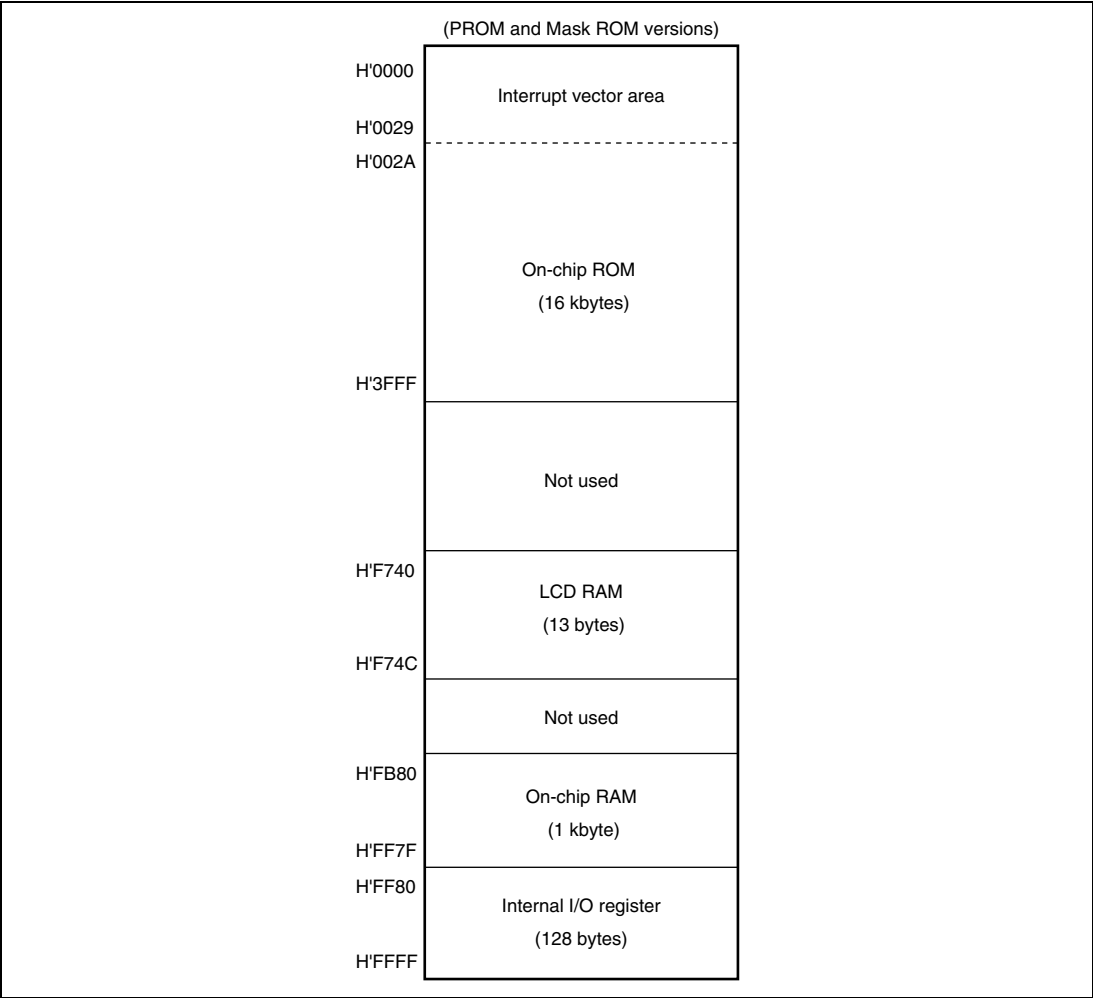 (PROM and Mask ROM versions)
H'0000
Interrupt vector area
H'0029
H'002A
On-chip ROM
(16 kbytes)
H'3FFF
Not used
H'F740
LCD RAM
(13 bytes)
H'F74C
Not used
H'FB80
On-chip RAM
(1 kbyte)
H'FF7F
H'FF80
Internal I/O register
(128 bytes)
H'FFFF